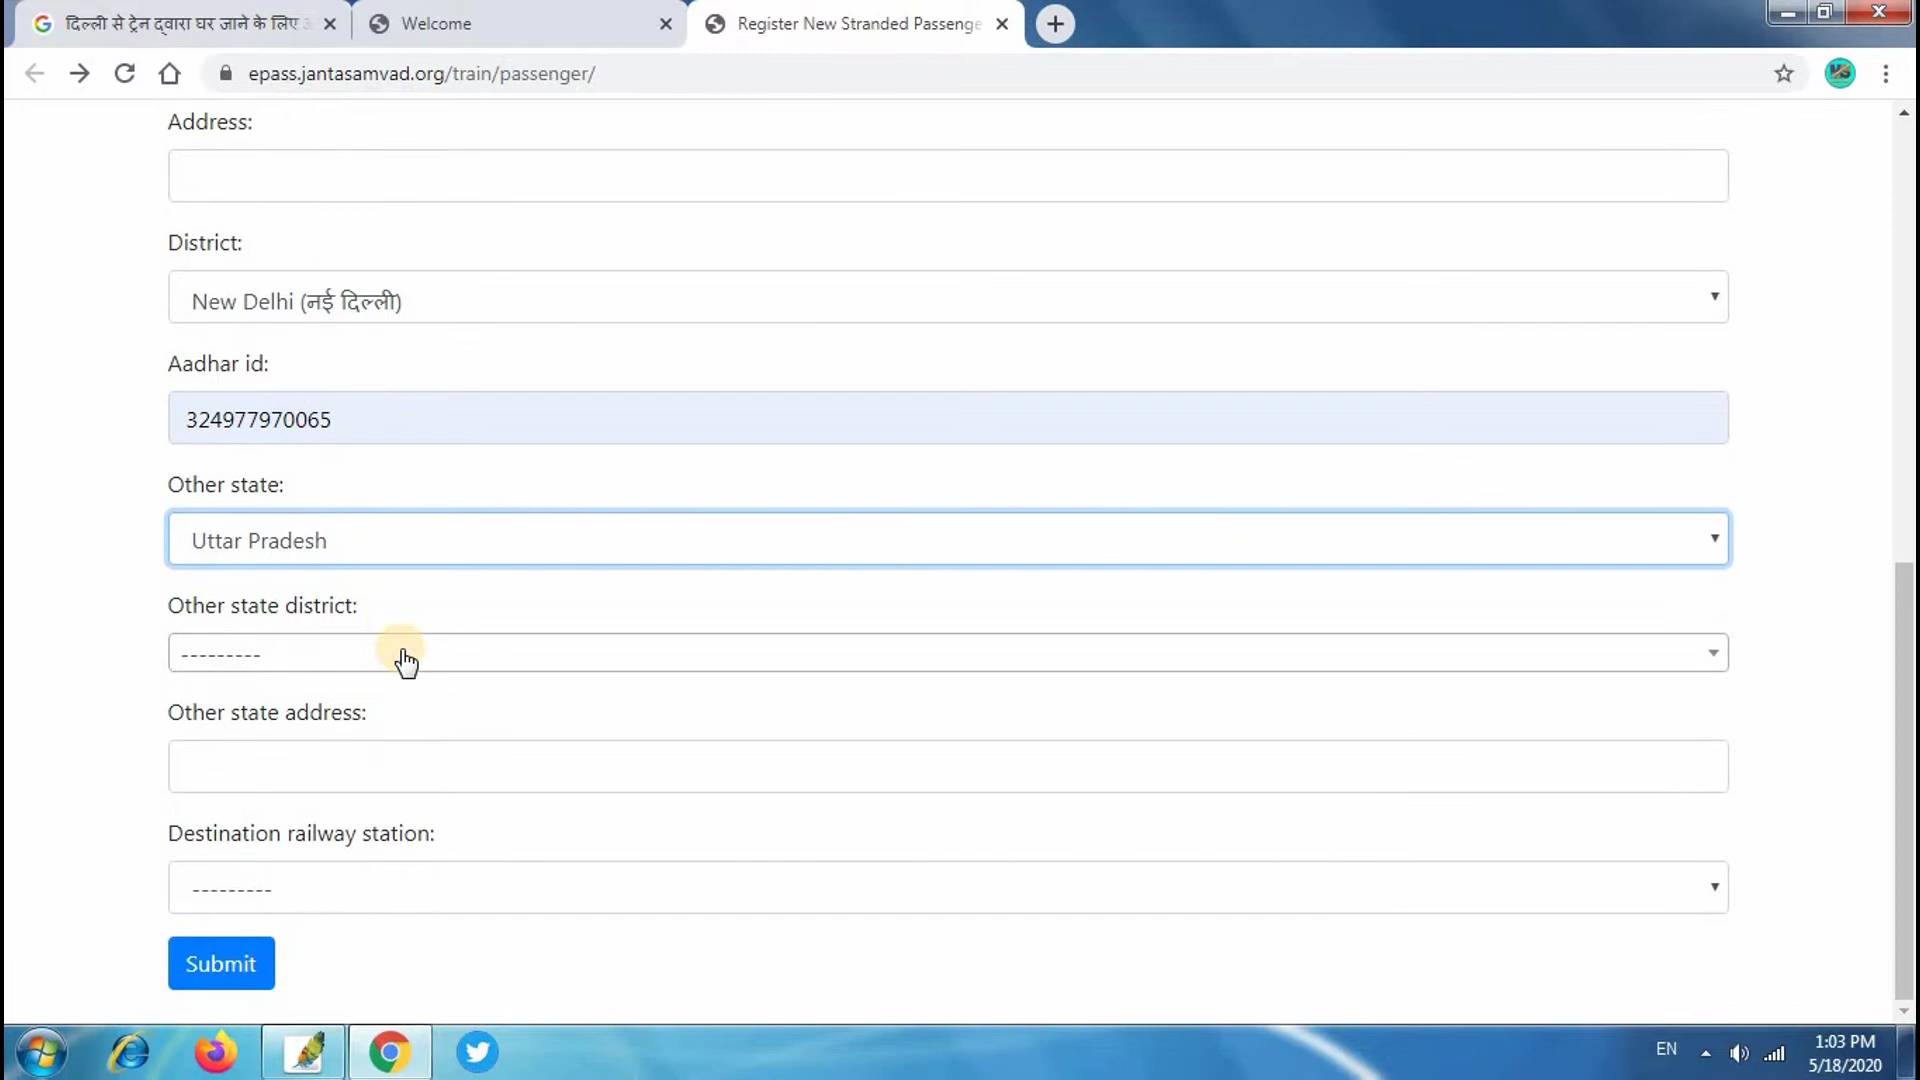 दिल्ली से ट्रेन द्वारा घर जाने के लिए
Welcome
Register New Stranded Passenge
epass.jantasamvad.org/train/passenger/
Address:
District:
New Delhi (नई दिल्ली)
Aadhar id:
324977970065
Other state:
Uttar Pradesh
Other state district:
---------
Other state address:
Destination railway station:
---------
Submit
EN
1:03 PM
5/18/2020